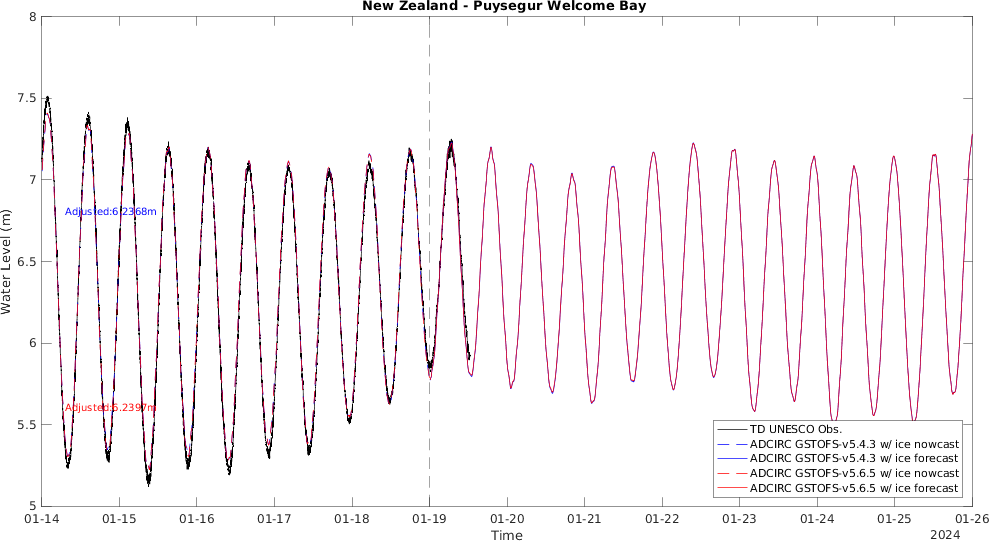 New Zealand - Puysegur Welcome Bay
8
7.5
7
6.5
6
5.5
5
Water Level (m)
Adjusted:6.2368m
Adjusted:6.2397m
TD UNESCO Obs.
ADCIRC GSTOFS-v5.4.3 w/ ice nowcast
ADCIRC GSTOFS-v5.4.3 w/ ice forecast
ADCIRC GSTOFS-v5.6.5 w/ ice nowcast
ADCIRC GSTOFS-v5.6.5 w/ ice forecast
01-14 01-15 01-16 01-17 01-18 01-19 01-20 01-21 01-22 01-23 01-24 01-25 01-26
Time
2024